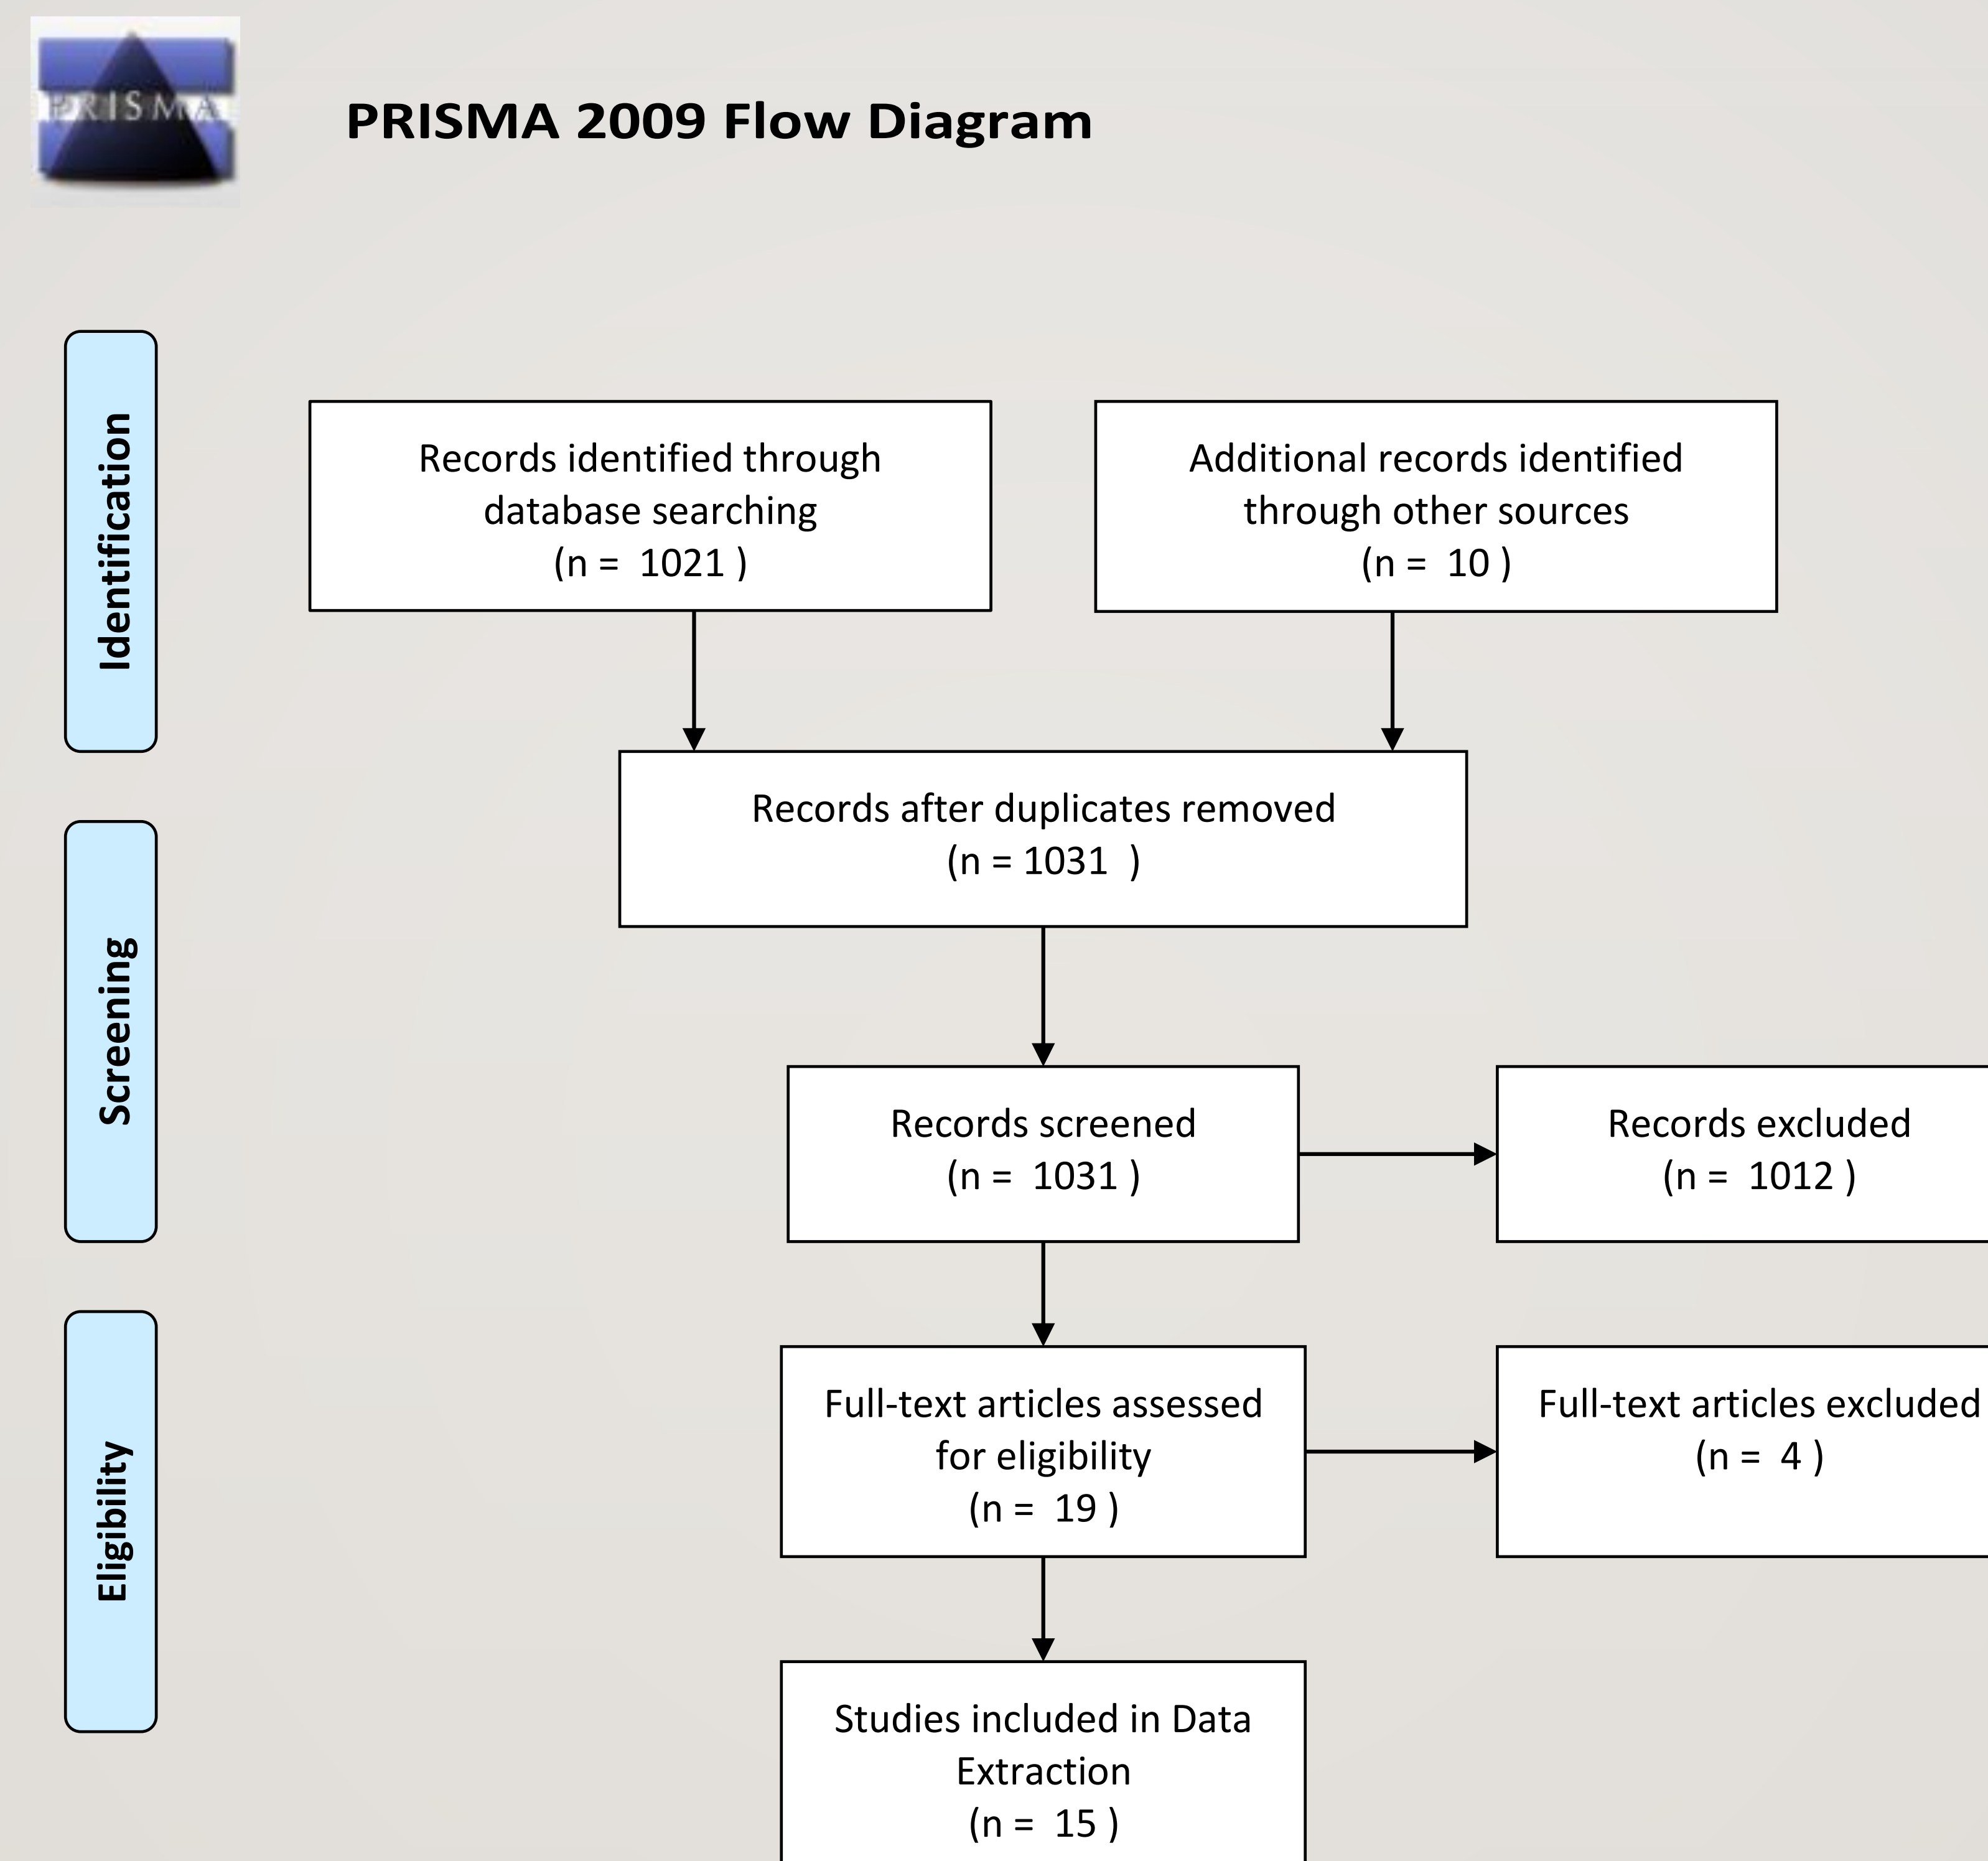 PRISMA
PRISMA 2009 Flow Diagram
Identification
Records identified through
database searching
(n =  1021 )
Additional records identified
through other sources
(n =  10 )
Records after duplicates removed
(n = 1031  )
Screening
Records screened
(n =  1031 )
Records excluded
(n =  1012 )
Eligibility
Full-text articles assessed
for eligibility
(n =  19 )
Full-text articles excluded
(n =  4 )
Studies included in Data
Extraction
(n =  15 )